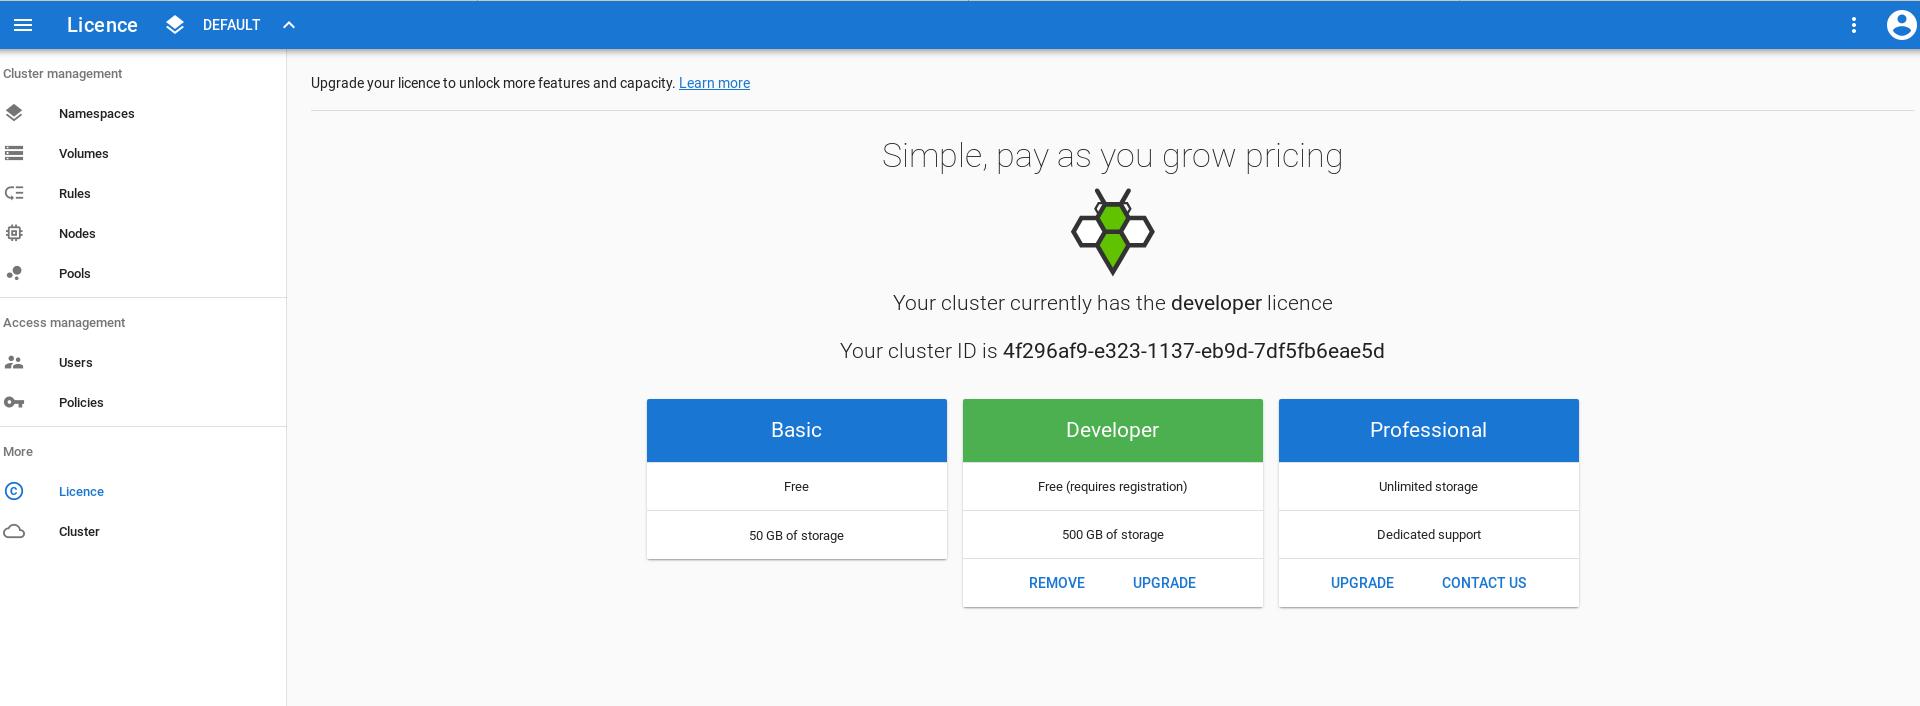 Licence DEFAULT
Cluster management
Namespaces
Volumes
Rules
Nodes
Pools
Access management
Users
Policies
More
Licence
Cluster
Upgrade your licence to unlock more features and capacity. Learn more
Simple, pay as you grow pricing
Your cluster currently has the developer licence
Your cluster ID is 4f296af9-e323-1137-eb9d-7df5fb6eae5d
Basic
Free
50 GB of storage
Developer
Free (requires registration)
500 GB of storage
REMOVE UPGRADE
Professional
Unlimited storage
Dedicated support
UPGRADE CONTACT US